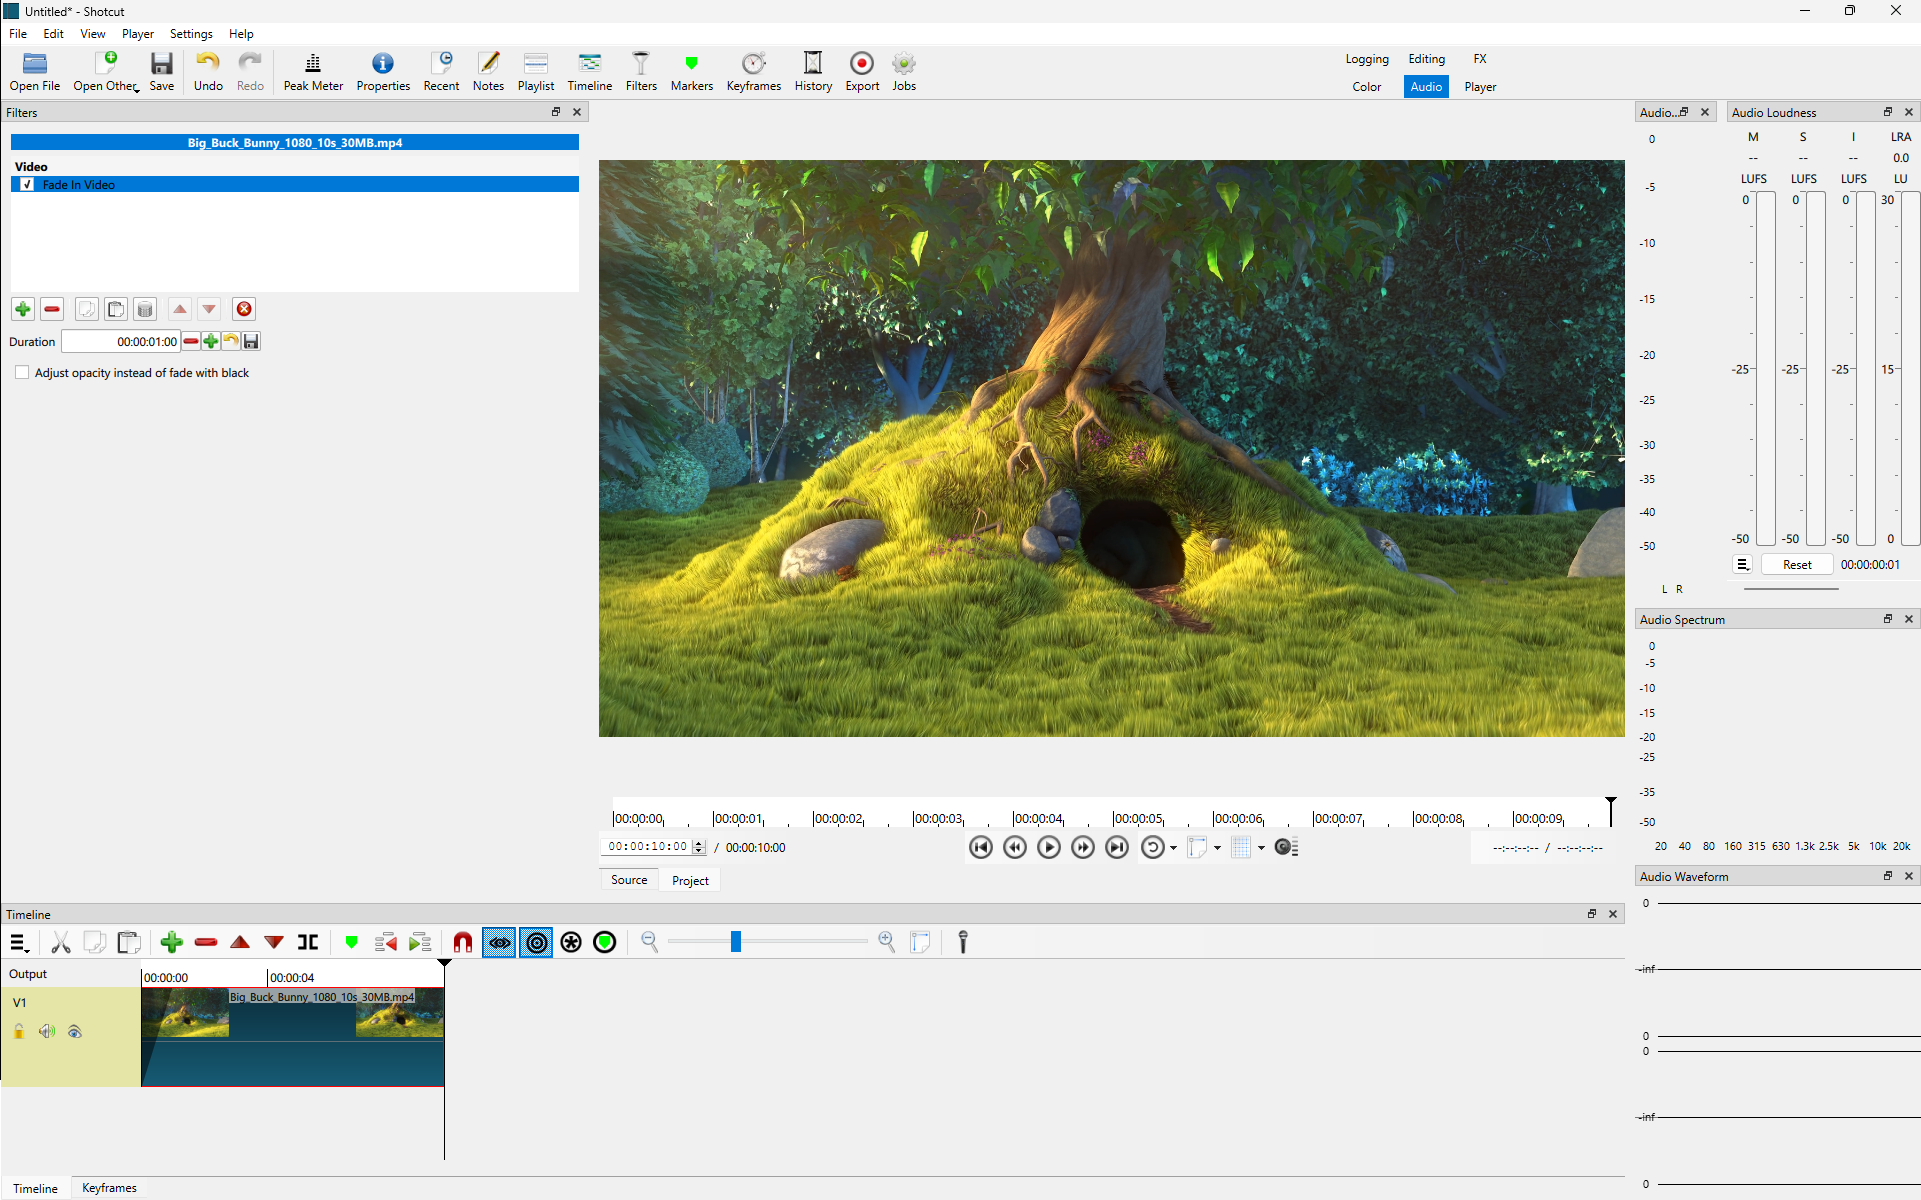 Untitled* - Shotcut
File Edit View Player Settings Help
Open File Open Other Save Undo Redo Peak Meter Properties Recent Notes Playlist Timeline Filters Markers Keyframes History Export Jobs
Logging Editing FX
Color Audio Player
Filters
Big_Buck_Bunny_1080_10s_30MB.mp4
Video
Fade In Video
Duration 00:00:01:00
Adjust opacity instead of fade with black
00:00:00 00:00:01 00:00:02 00:00:03 00:00:04 00:00:05 00:00:06 00:00:07 00:00:08 00:00:09
00:00:10:00 / 00:00:10:00
--:--:--:-- / --:--:--:--
Source Project
Audio...
0
-5
-10
-15
-20
-25
-30
-35
-40
-50
L R
Audio Loudness
M S I LRA
-- -- -- 0.0
LUFS LUFS LUFS LU
0 0 0 30
-25 -25 -25 15
-50 -50 -50 0
Reset 00:00:00:01
Audio Spectrum
0
-5
-10
-15
-20
-25
-35
-50
20 40 80 160 315 630 1.3k 2.5k 5k 10k 20k
Audio Waveform
0
-inf
0
0
-inf
0
Timeline
Output
00:00:00 00:00:04
V1
Big_Buck_Bunny_1080_10s_30MB.mp4
Timeline Keyframes